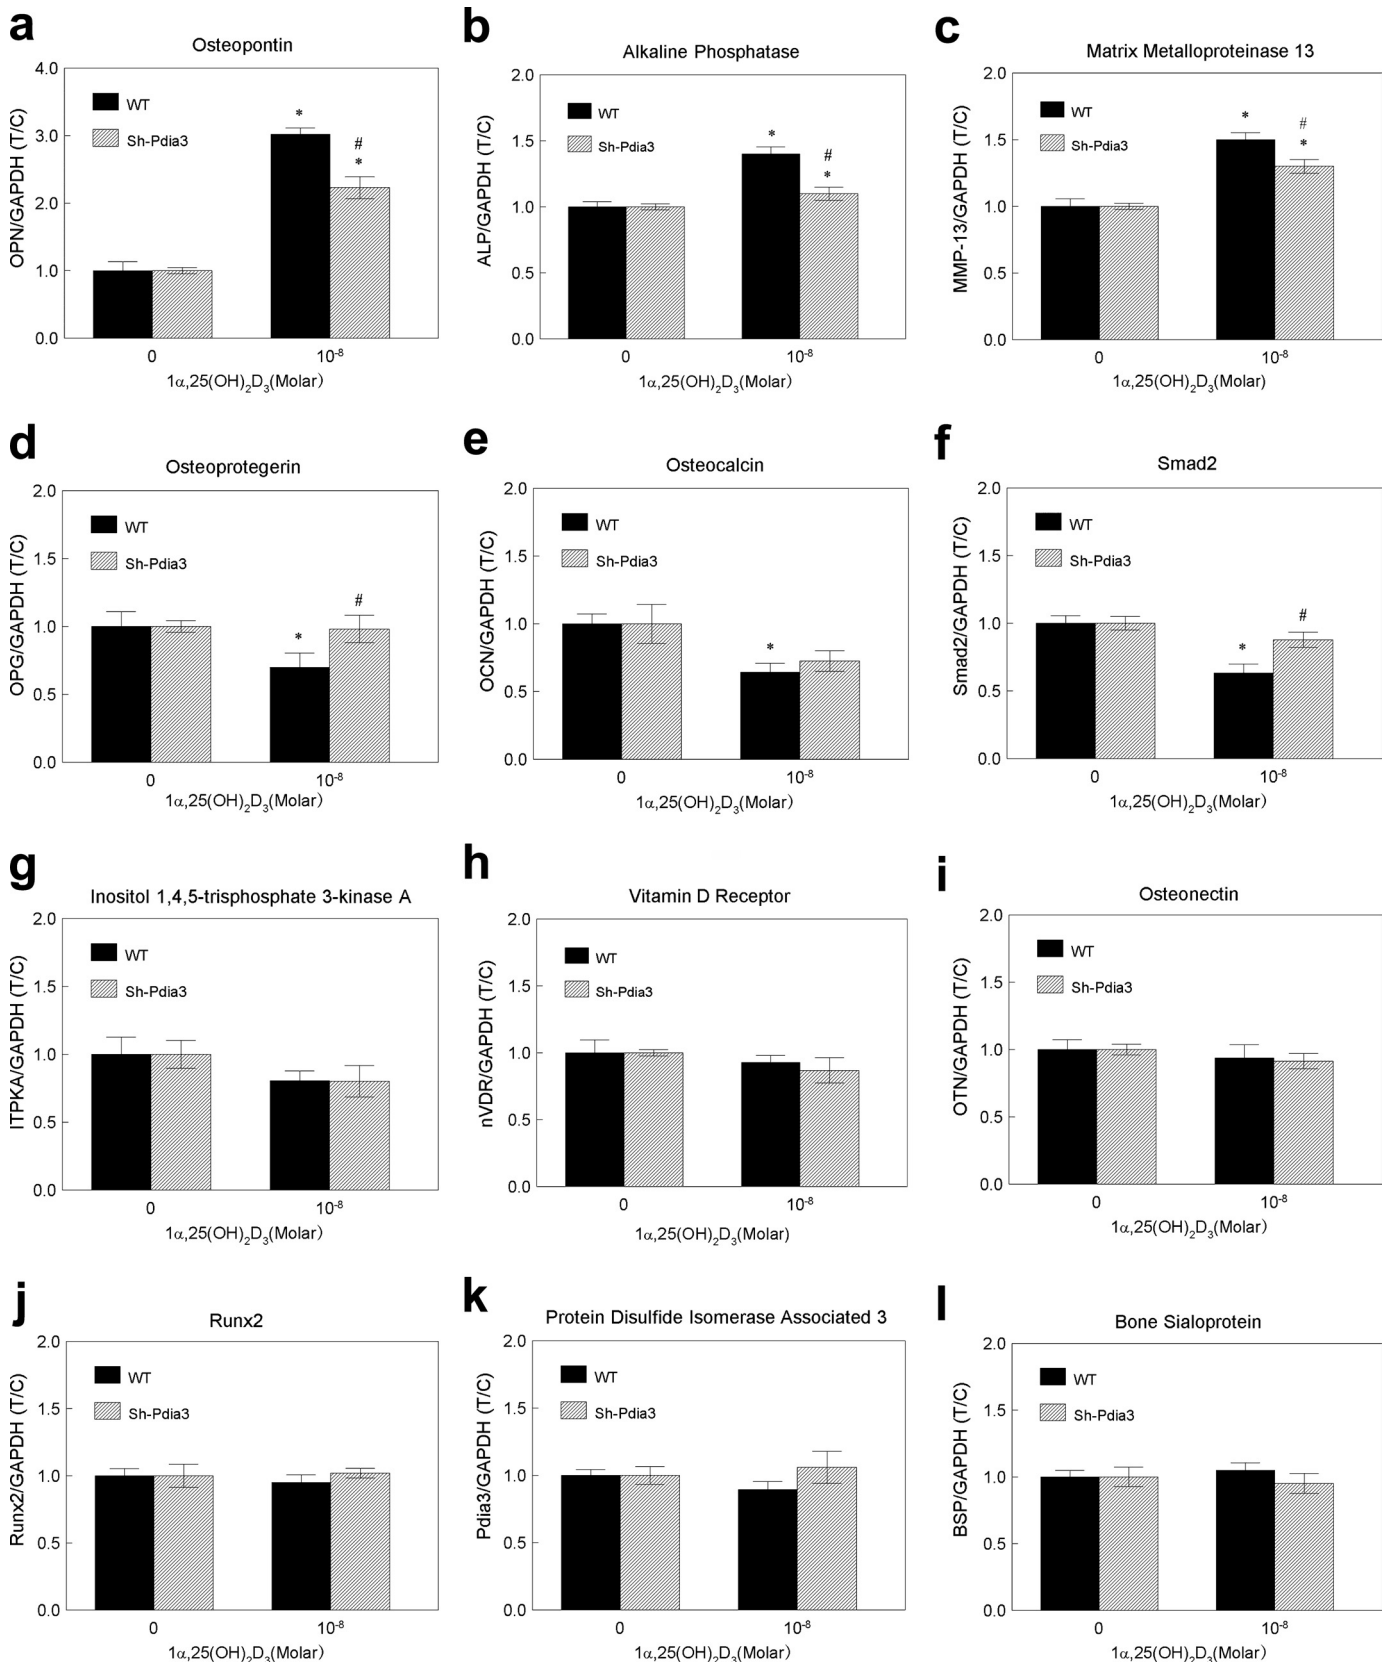 a
Osteopontin
OPN/GAPDH (T/C)
4.0
3.0
2.0
1.0
0.0
WT
Sh-Pdia3
*
#
*
0
10⁻⁸
1α,25(OH)₂D₃(Molar)
b
Alkaline Phosphatase
ALP/GAPDH (T/C)
2.0
1.5
1.0
0.5
0.0
WT
Sh-Pdia3
*
#
*
0
10⁻⁸
1α,25(OH)₂D₃(Molar)
c
Matrix Metalloproteinase 13
MMP-13/GAPDH (T/C)
2.0
1.5
1.0
0.5
0.0
WT
Sh-Pdia3
*
#
*
0
10⁻⁸
1α,25(OH)₂D₃(Molar)
d
Osteoprotegerin
OPG/GAPDH (T/C)
2.0
1.5
1.0
0.5
0.0
WT
Sh-Pdia3
*
#
0
10⁻⁸
1α,25(OH)₂D₃(Molar)
e
Osteocalcin
OCN/GAPDH (T/C)
2.0
1.5
1.0
0.5
0.0
WT
Sh-Pdia3
*
0
10⁻⁸
1α,25(OH)₂D₃(Molar)
f
Smad2
Smad2/GAPDH (T/C)
2.0
1.5
1.0
0.5
0.0
WT
Sh-Pdia3
*
#
0
10⁻⁸
1α,25(OH)₂D₃(Molar)
g
Inositol 1,4,5-trisphosphate 3-kinase A
ITPKA/GAPDH (T/C)
2.0
1.5
1.0
0.5
0.0
WT
Sh-Pdia3
0
10⁻⁸
1α,25(OH)₂D₃(Molar)
h
Vitamin D Receptor
nVDR/GAPDH (T/C)
2.0
1.5
1.0
0.5
0.0
WT
Sh-Pdia3
0
10⁻⁸
1α,25(OH)₂D₃(Molar)
i
Osteonectin
OTN/GAPDH (T/C)
2.0
1.5
1.0
0.5
0.0
WT
Sh-Pdia3
0
10⁻⁸
1α,25(OH)₂D₃(Molar)
j
Runx2
Runx2/GAPDH (T/C)
2.0
1.5
1.0
0.5
0.0
WT
Sh-Pdia3
0
10⁻⁸
1α,25(OH)₂D₃(Molar)
k
Protein Disulfide Isomerase Associated 3
Pdia3/GAPDH (T/C)
2.0
1.5
1.0
0.5
0.0
WT
Sh-Pdia3
0
10⁻⁸
1α,25(OH)₂D₃(Molar)
l
Bone Sialoprotein
BSP/GAPDH (T/C)
2.0
1.5
1.0
0.5
0.0
WT
Sh-Pdia3
0
10⁻⁸
1α,25(OH)₂D₃(Molar)